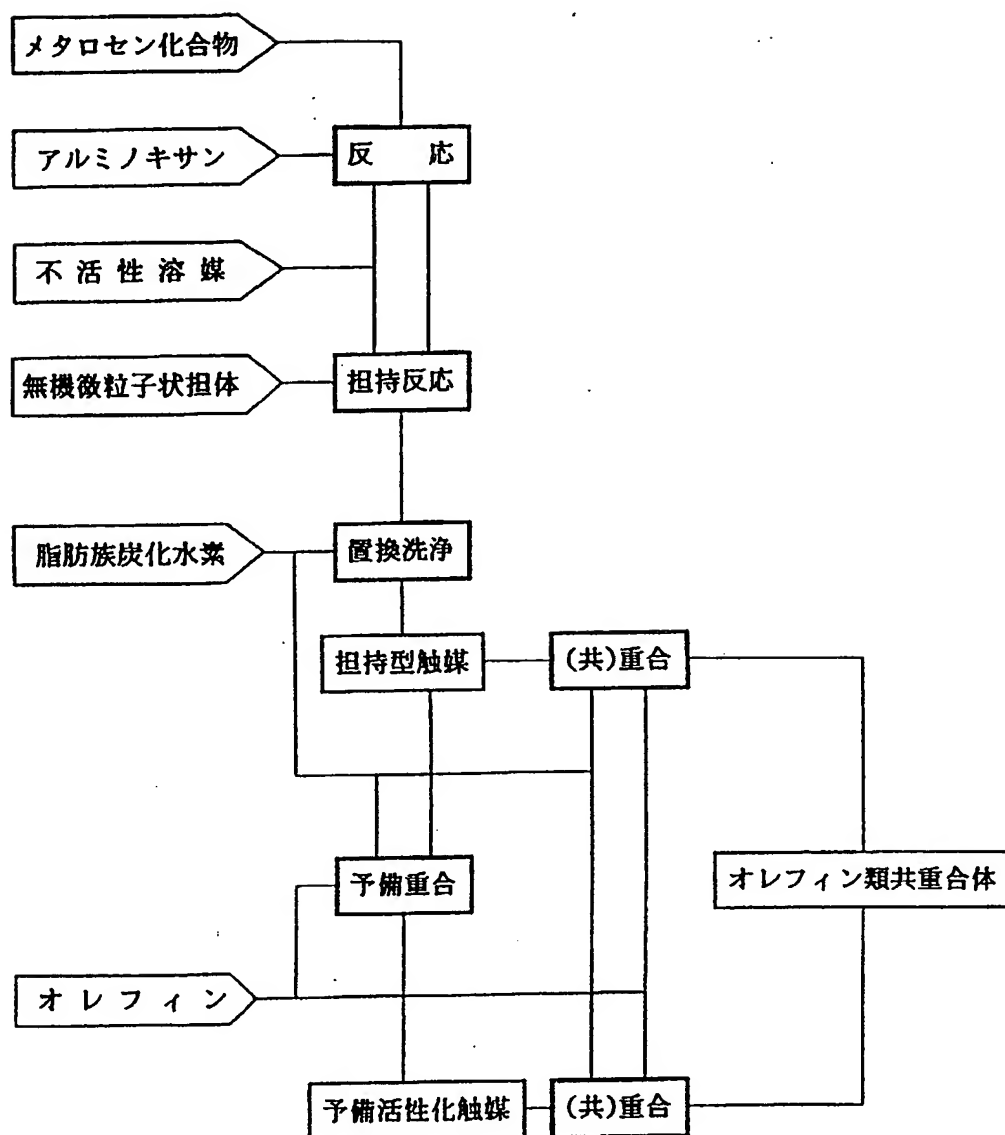 メタロセン化合物
アルミノキサン
反　応
不活性溶媒
無機微粒子状担体
担持反応
脂肪族炭化水素
置換洗浄
担持型触媒
(共)重合
予備重合
オレフィン類共重合体
オレフィン
予備活性化触媒
(共)重合